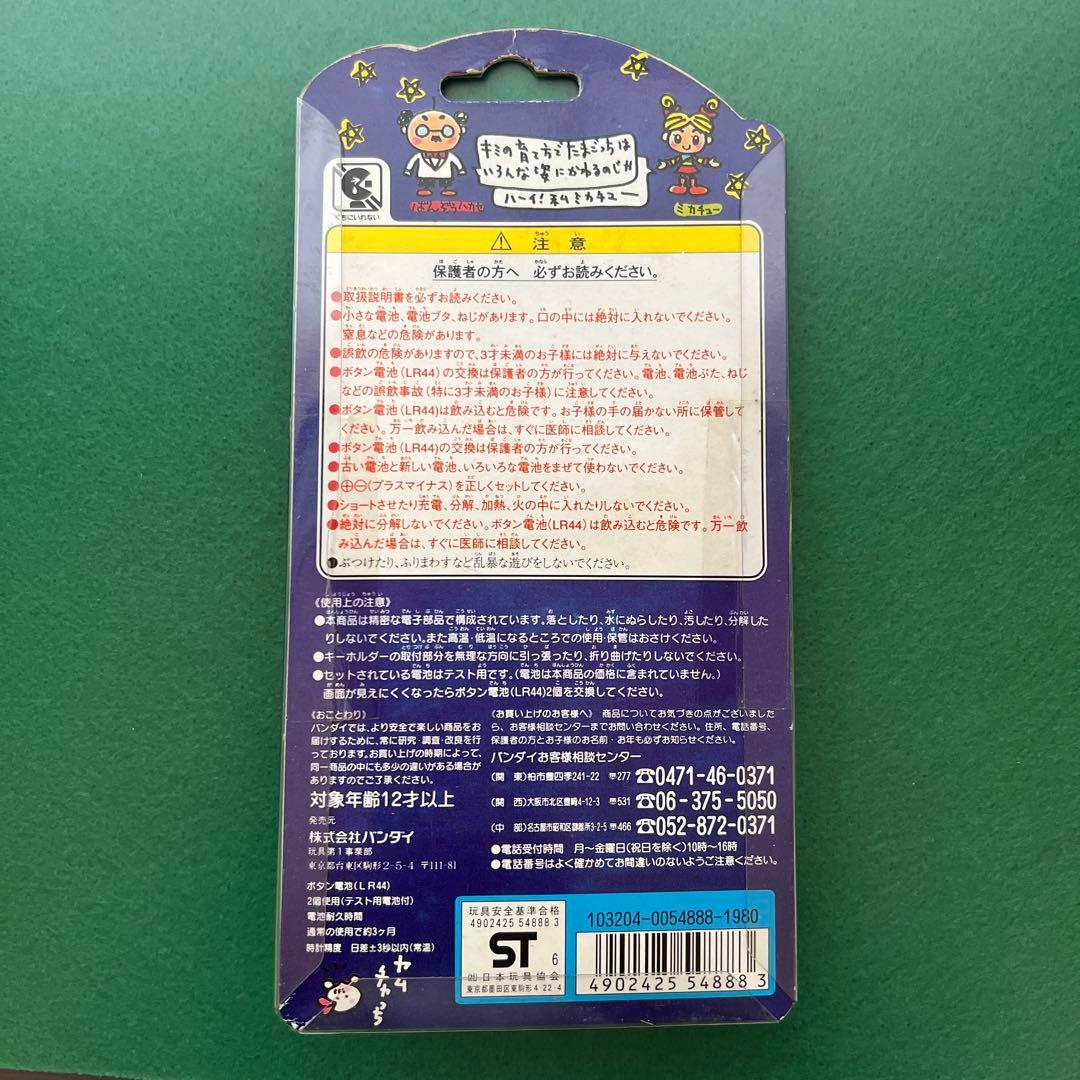 キミの育て方でたまごっちは
いろんな姿にかわるのじゃ
ハーイ!私ミカチュー
ばんぞうはかせ
ミカチュー
くちにいれない
注意
保護者の方へ 必ずお読みください。
●取扱説明書を必ずお読みください。
●小さな電池、電池ブタ、ねじがあります。口の中には絶対に入れないでください。
窒息などの危険があります。
●誤飲の危険がありますので、3才未満のお子様には絶対に与えないでください。
●ボタン電池(LR44)の交換は保護者の方が行ってください。電池、電池ぶた、ねじ
などの誤飲事故(特に3才未満のお子様)に注意してください。
●ボタン電池(LR44)は飲み込むと危険です。お子様の手の届かない所に保管して
ください。万一飲み込んだ場合は、すぐに医師に相談してください。
●ボタン電池(LR44)の交換は保護者の方が行ってください。
●古い電池と新しい電池、いろいろな電池をまぜて使わないでください。
●⊕⊖(プラスマイナス)を正しくセットしてください。
●ショートさせたり充電、分解、加熱、火の中に入れたりしないでください。
●絶対に分解しないでください。ボタン電池(LR44)は飲み込むと危険です。万一飲
み込んだ場合は、すぐに医師に相談してください。
●ぶつけたり、ふりまわすなど乱暴な遊びをしないでください。
《使用上の注意》
●本商品は精密な電子部品で構成されています。落としたり、水にぬらしたり、汚したり、分解した
りしないでください。また高温・低温になるところでの使用・保管はおさけください。
●キーホルダーの取付部分を無理な方向に引っ張ったり、折り曲げたりしないでください。
●セットされている電池はテスト用です。(電池は本商品の価格に含まれていません。)
画面が見えにくくなったらボタン電池(LR44)2個を交換してください。
《おことわり》
バンダイでは、より安全で楽しい商品をお
届けするために、常に研究・調査・改良を行
っております。お買い上げの時期によって、
同一商品の中にも多少の違いがある場合が
ありますのでご了承ください。
対象年齢12才以上
発売元
株式会社バンダイ
玩具第1事業部
東京都台東区駒形2-5-4 〒111-81
ボタン電池(LR44)
2個使用(テスト用電池付)
電池耐久時間
通常の使用で約3ヶ月
時計精度 日差±3秒以内(常温)
《お買い上げのお客様へ》 商品についてお気づきの点がございました
ら、お客様相談センターまでお問い合わせください。住所、電話番号、
保護者の方とお子様のお名前・お年も必ずお知らせください。
バンダイお客様相談センター
(関 東)柏市豊四季241-22 〒277 ☎0471-46-0371
(関 西)大阪市北区豊崎4-12-3 〒531 ☎06-375-5050
(中 部)名古屋市昭和区御器所3-2-5 〒466 ☎052-872-0371
●電話受付時間 月〜金曜日(祝日を除く)10時〜16時
●電話番号はよく確かめてお間違いのないようご注意ください。
玩具安全基準合格
4902425 54888 3
ST 6
㈳日本玩具協会
東京都墨田区東駒形4-22-4
103204-0054888-1980
4902425 548883